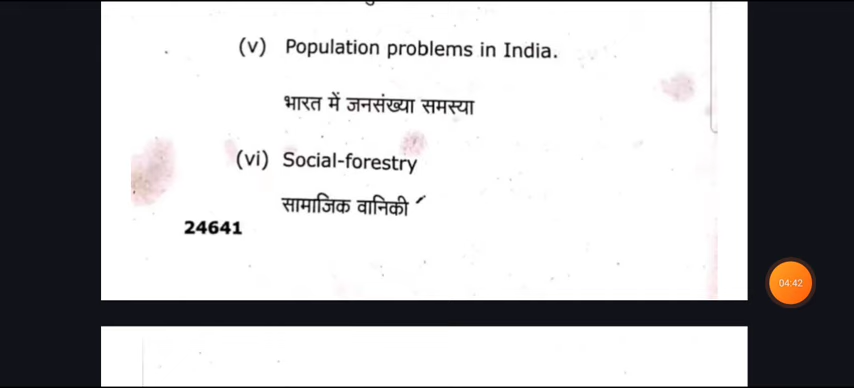 (v) Population problems in India.
भारत में जनसंख्या समस्या
(vi) Social-forestry
सामाजिक वानिकी
24641
04:42